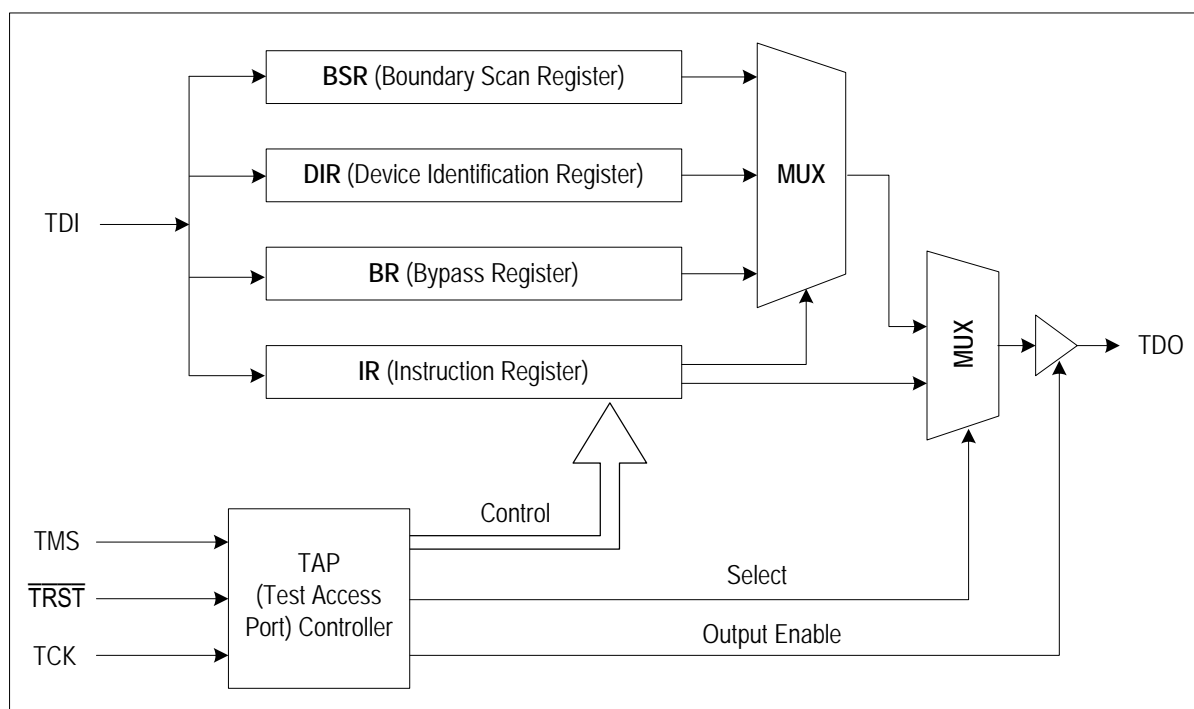 BSR (Boundary Scan Register)
DIR (Device Identification Register)
MUX
TDI
BR (Bypass Register)
MUX
TDO
IR (Instruction Register)
Control
TMS
TAP
(Test Access
Port) Controller
TRST
Select
Output Enable
TCK